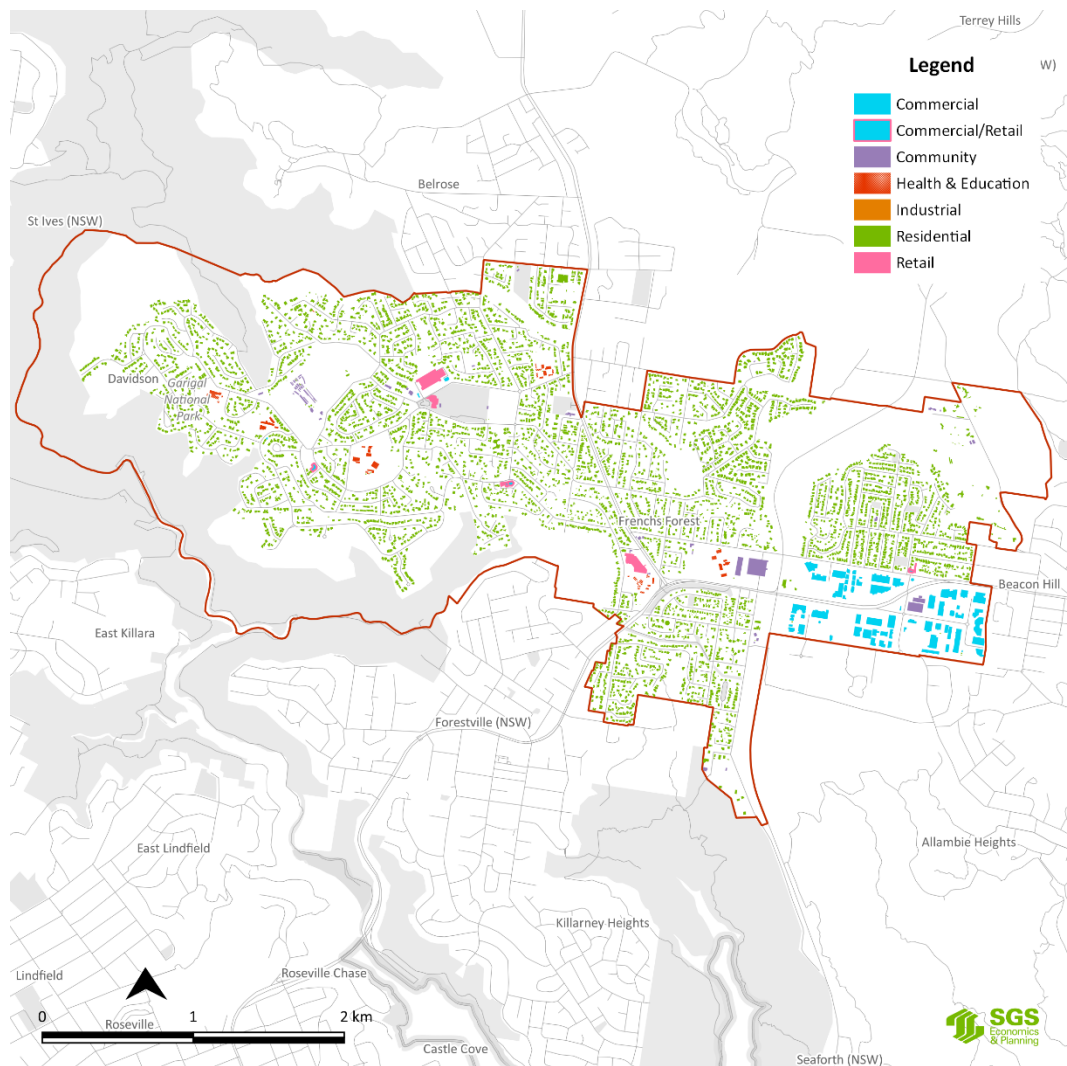 Terrey Hills
Legend
W)
Commercial
Commercial/Retail
Community
Health & Education
Industrial
Residential
Retail
Belrose
St Ives (NSW)
Davidson
Garigal
National
Park
Frenchs Forest
Beacon Hill
East Killara
Forestville (NSW)
East Lindfield
Allambie Heights
Killarney Heights
Lindfield
Roseville Chase
0 1 2 km
Roseville
Castle Cove
SGS
Economics
& Planning
Seaforth (NSW)